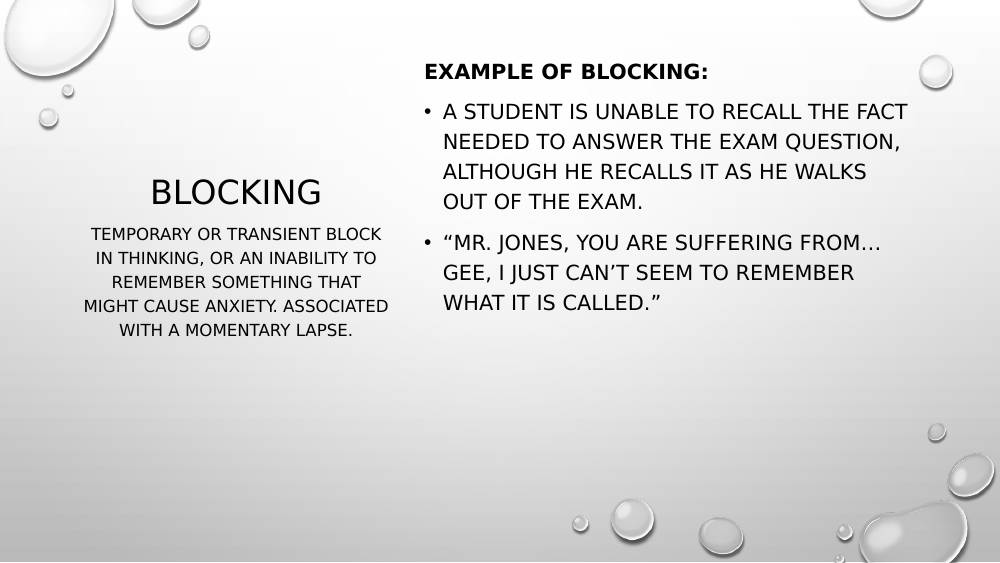 BLOCKING
TEMPORARY OR TRANSIENT BLOCK
IN THINKING, OR AN INABILITY TO
REMEMBER SOMETHING THAT
MIGHT CAUSE ANXIETY. ASSOCIATED
WITH A MOMENTARY LAPSE.
EXAMPLE OF BLOCKING:
• A STUDENT IS UNABLE TO RECALL THE FACT
NEEDED TO ANSWER THE EXAM QUESTION,
ALTHOUGH HE RECALLS IT AS HE WALKS
OUT OF THE EXAM.
• “MR. JONES, YOU ARE SUFFERING FROM…
GEE, I JUST CAN’T SEEM TO REMEMBER
WHAT IT IS CALLED.”